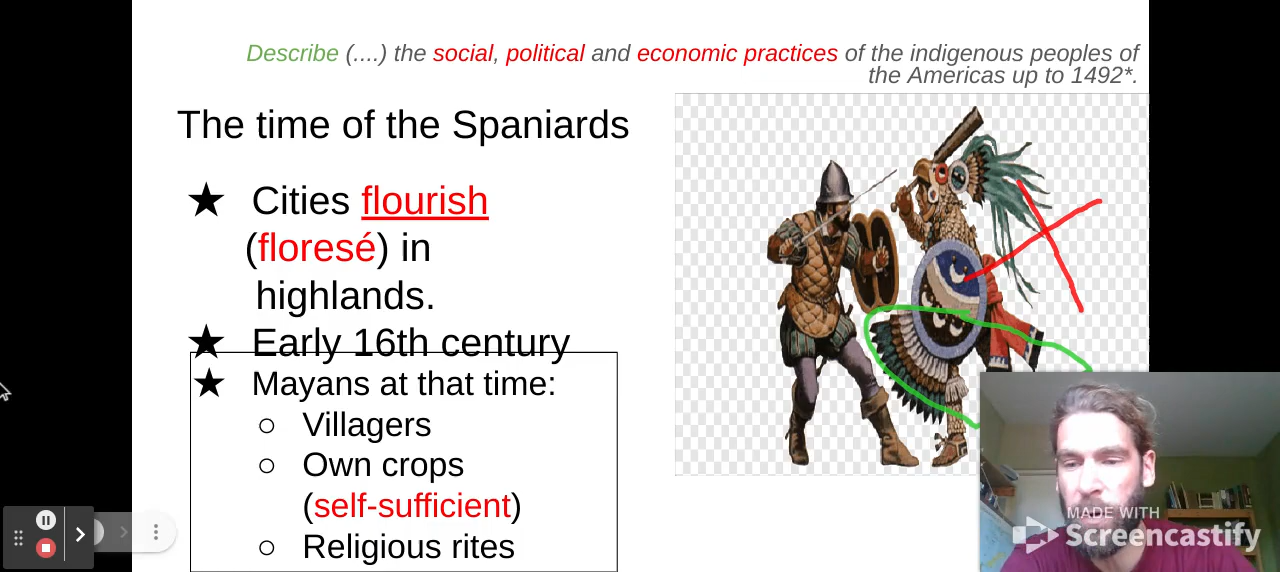 Describe (....) the social, political and economic practices of the indigenous peoples of
the Americas up to 1492*.
The time of the Spaniards
★ Cities flourish
(floresé) in
highlands.
★ Early 16th century
★ Mayans at that time:
○ Villagers
○ Own crops
(self-sufficient)
○ Religious rites
MADE WITH
Screencastify